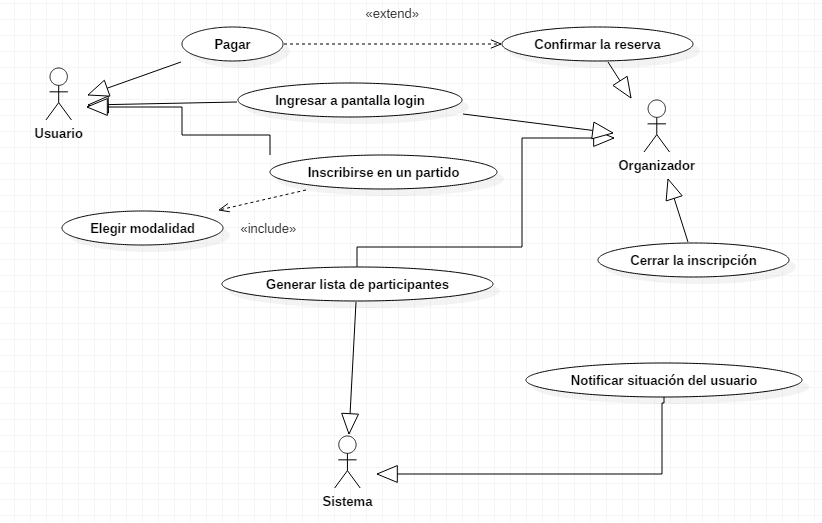 «extend»
Pagar
Confirmar la reserva
Ingresar a pantalla login
Usuario
Organizador
Inscribirse en un partido
Elegir modalidad
«include»
Cerrar la inscripción
Generar lista de participantes
Notificar situación del usuario
Sistema